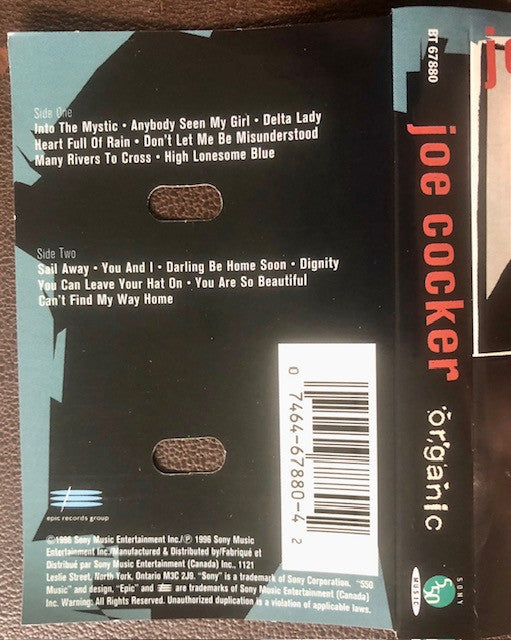 Side One
Into The Mystic • Anybody Seen My Girl • Delta Lady
Heart Full Of Rain • Don't Let Me Be Misunderstood
Many Rivers To Cross • High Lonesome Blue
Side Two
Sail Away • You And I • Darling Be Home Soon • Dignity
You Can Leave Your Hat On • You Are So Beautiful
Can't Find My Way Home
0 7464-67880-4 2
epic records group
©1996 Sony Music Entertainment Inc./℗ 1996 Sony Music
Entertainment Inc./Manufactured & Distributed by/Fabriqué et
Distribué par Sony Music Entertainment (Canada) Inc. 1121
Leslie Street, North York, Ontario M3C 2J9. "Sony" is a trademark of Sony Corporation. "550
Music" and design, "Epic" and are trademarks of Sony Music Entertainment (Canada)
Inc. Warning: All Rights Reserved. Unauthorized duplication is a violation of applicable laws.
BT 67880
joe cocker
organic
550
MUSIC
SONY
jo